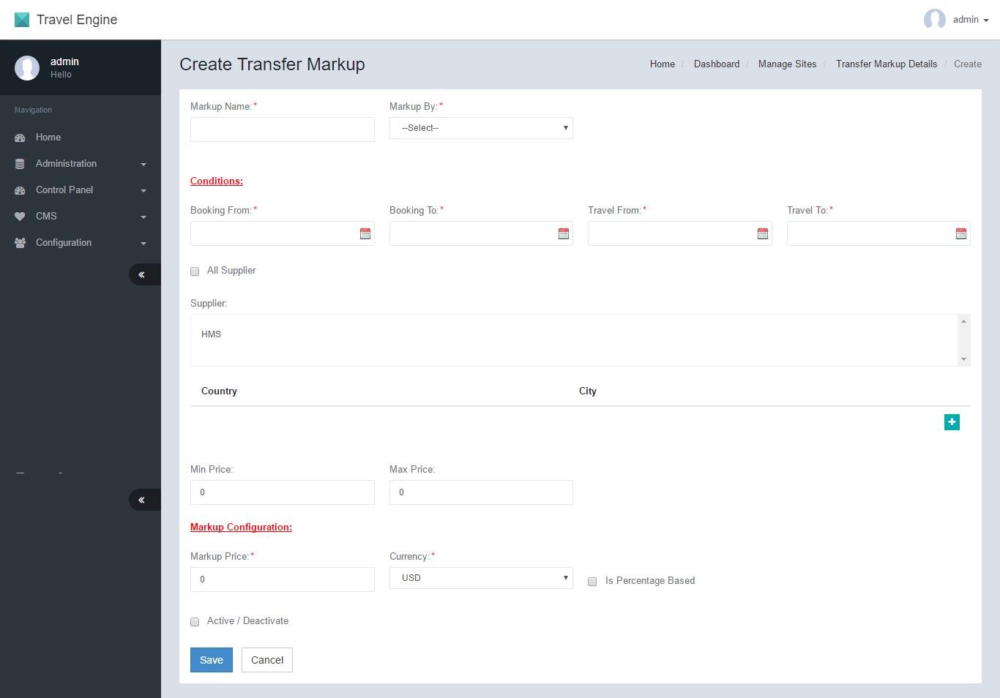 Travel Engine
admin
admin
Hello
Navigation
Home
Administration
Control Panel
CMS
Configuration
Create Transfer Markup
Home / Dashboard / Manage Sites / Transfer Markup Details / Create
Markup Name:* Markup By:*
--Select--
Conditions:
Booking From:* Booking To:* Travel From:* Travel To:*
All Supplier
Supplier:
HMS
Country City
Min Price: Max Price:
0 0
Markup Configuration:
Markup Price:* Currency:*
0 USD Is Percentage Based
Active / Deactivate
Save Cancel